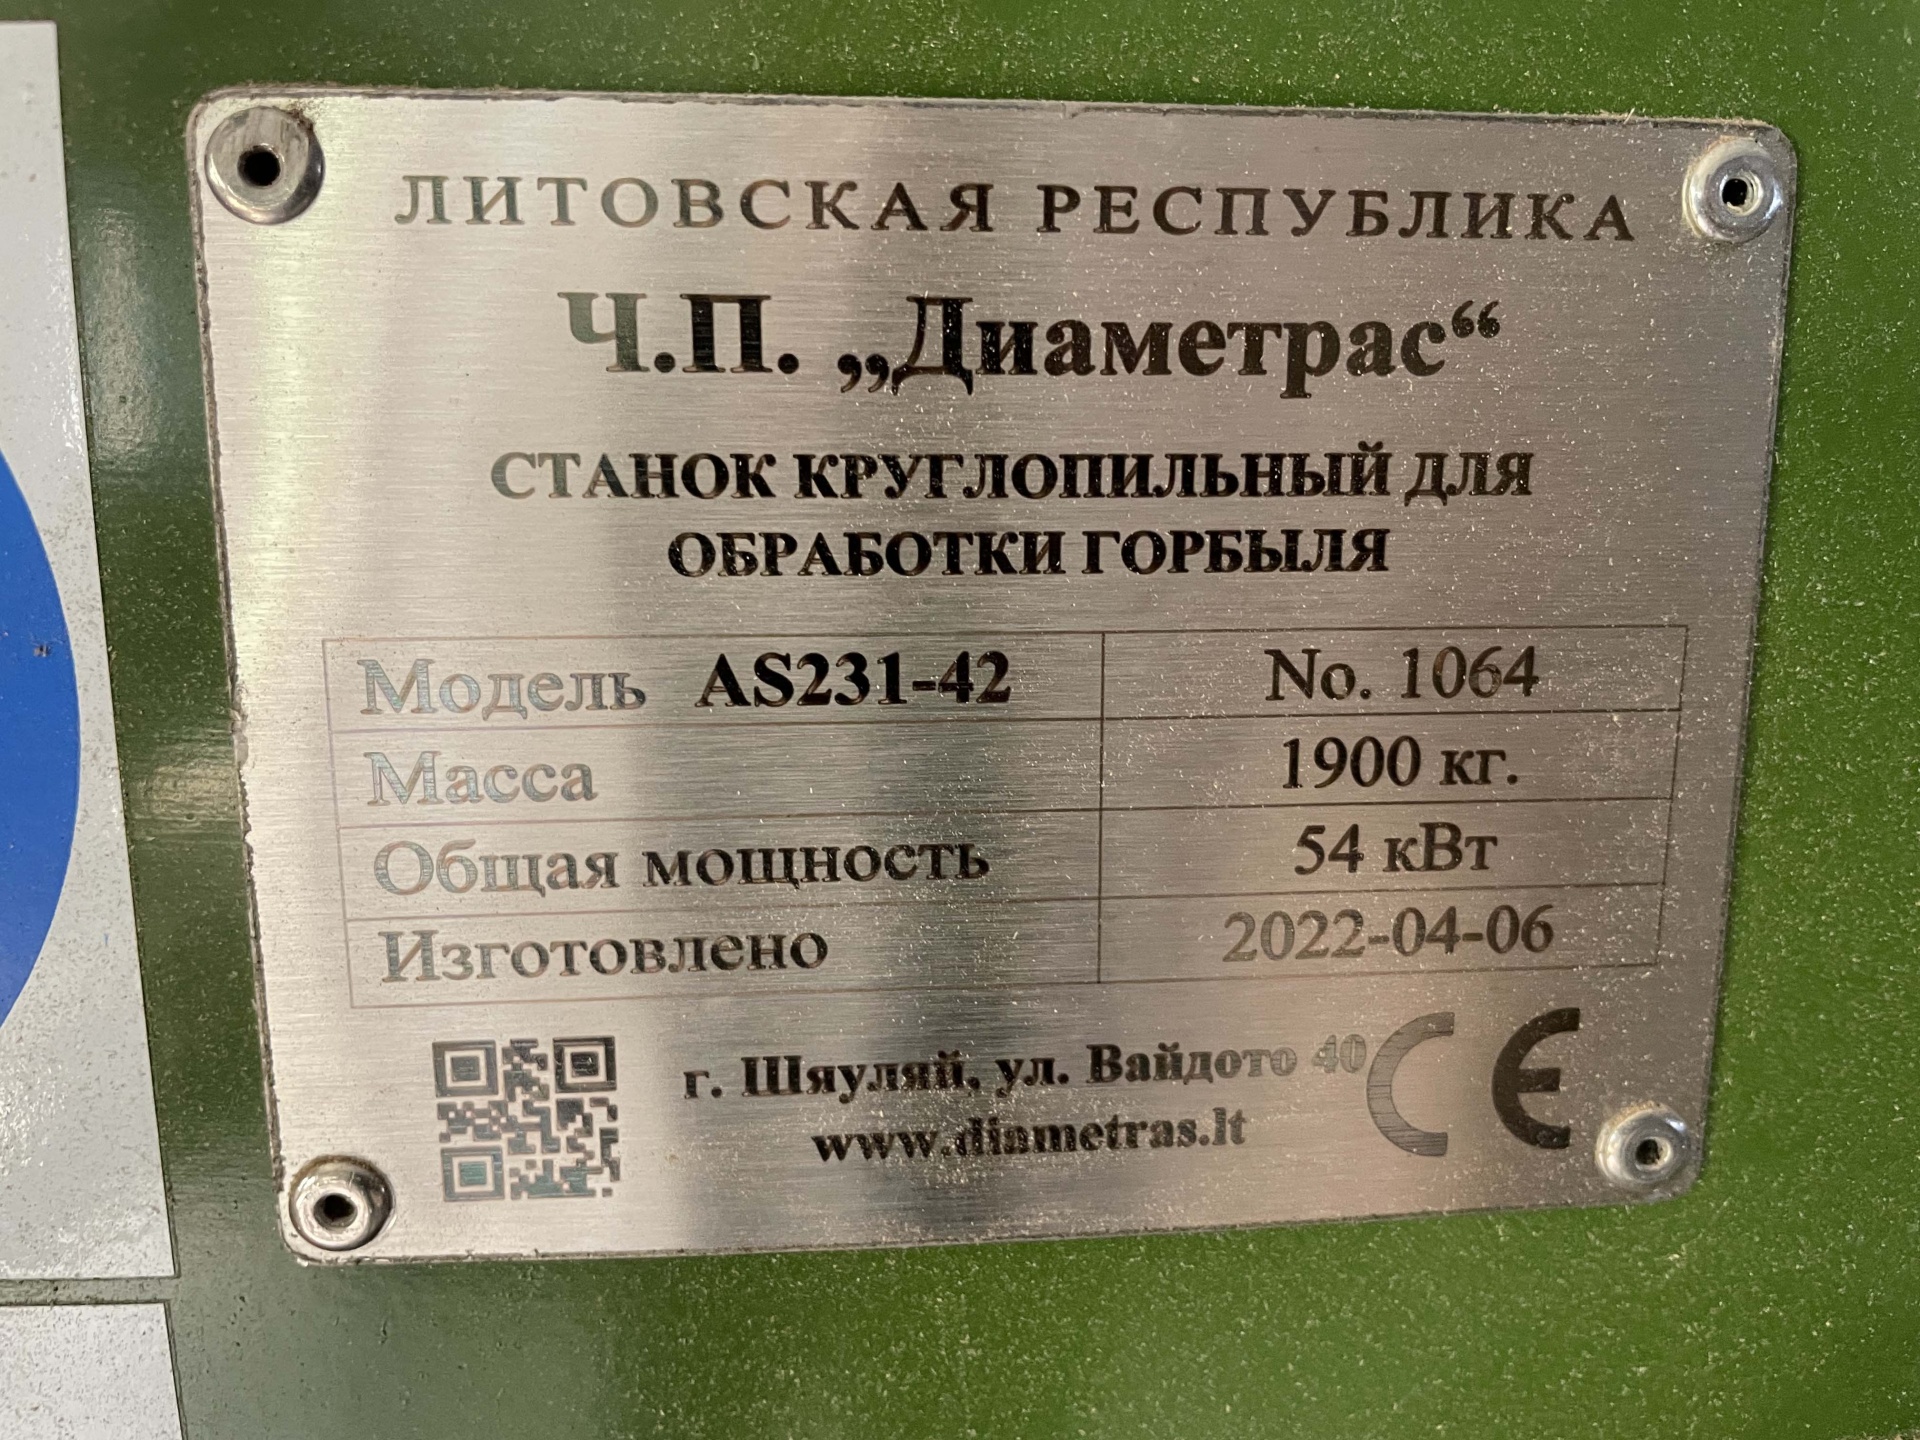 ЛИТОВСКАЯ РЕСПУБЛИКА
Ч.П. „Диаметрас“
СТАНОК КРУГЛОПИЛЬНЫЙ ДЛЯ
ОБРАБОТКИ ГОРБЫЛЯ
Модель AS231-42 No. 1064
Масса 1900 кг.
Общая мощность 54 кВт
Изготовлено 2022-04-06
г. Шяуляй, ул. Вайдото 40
www.diametras.lt
CE